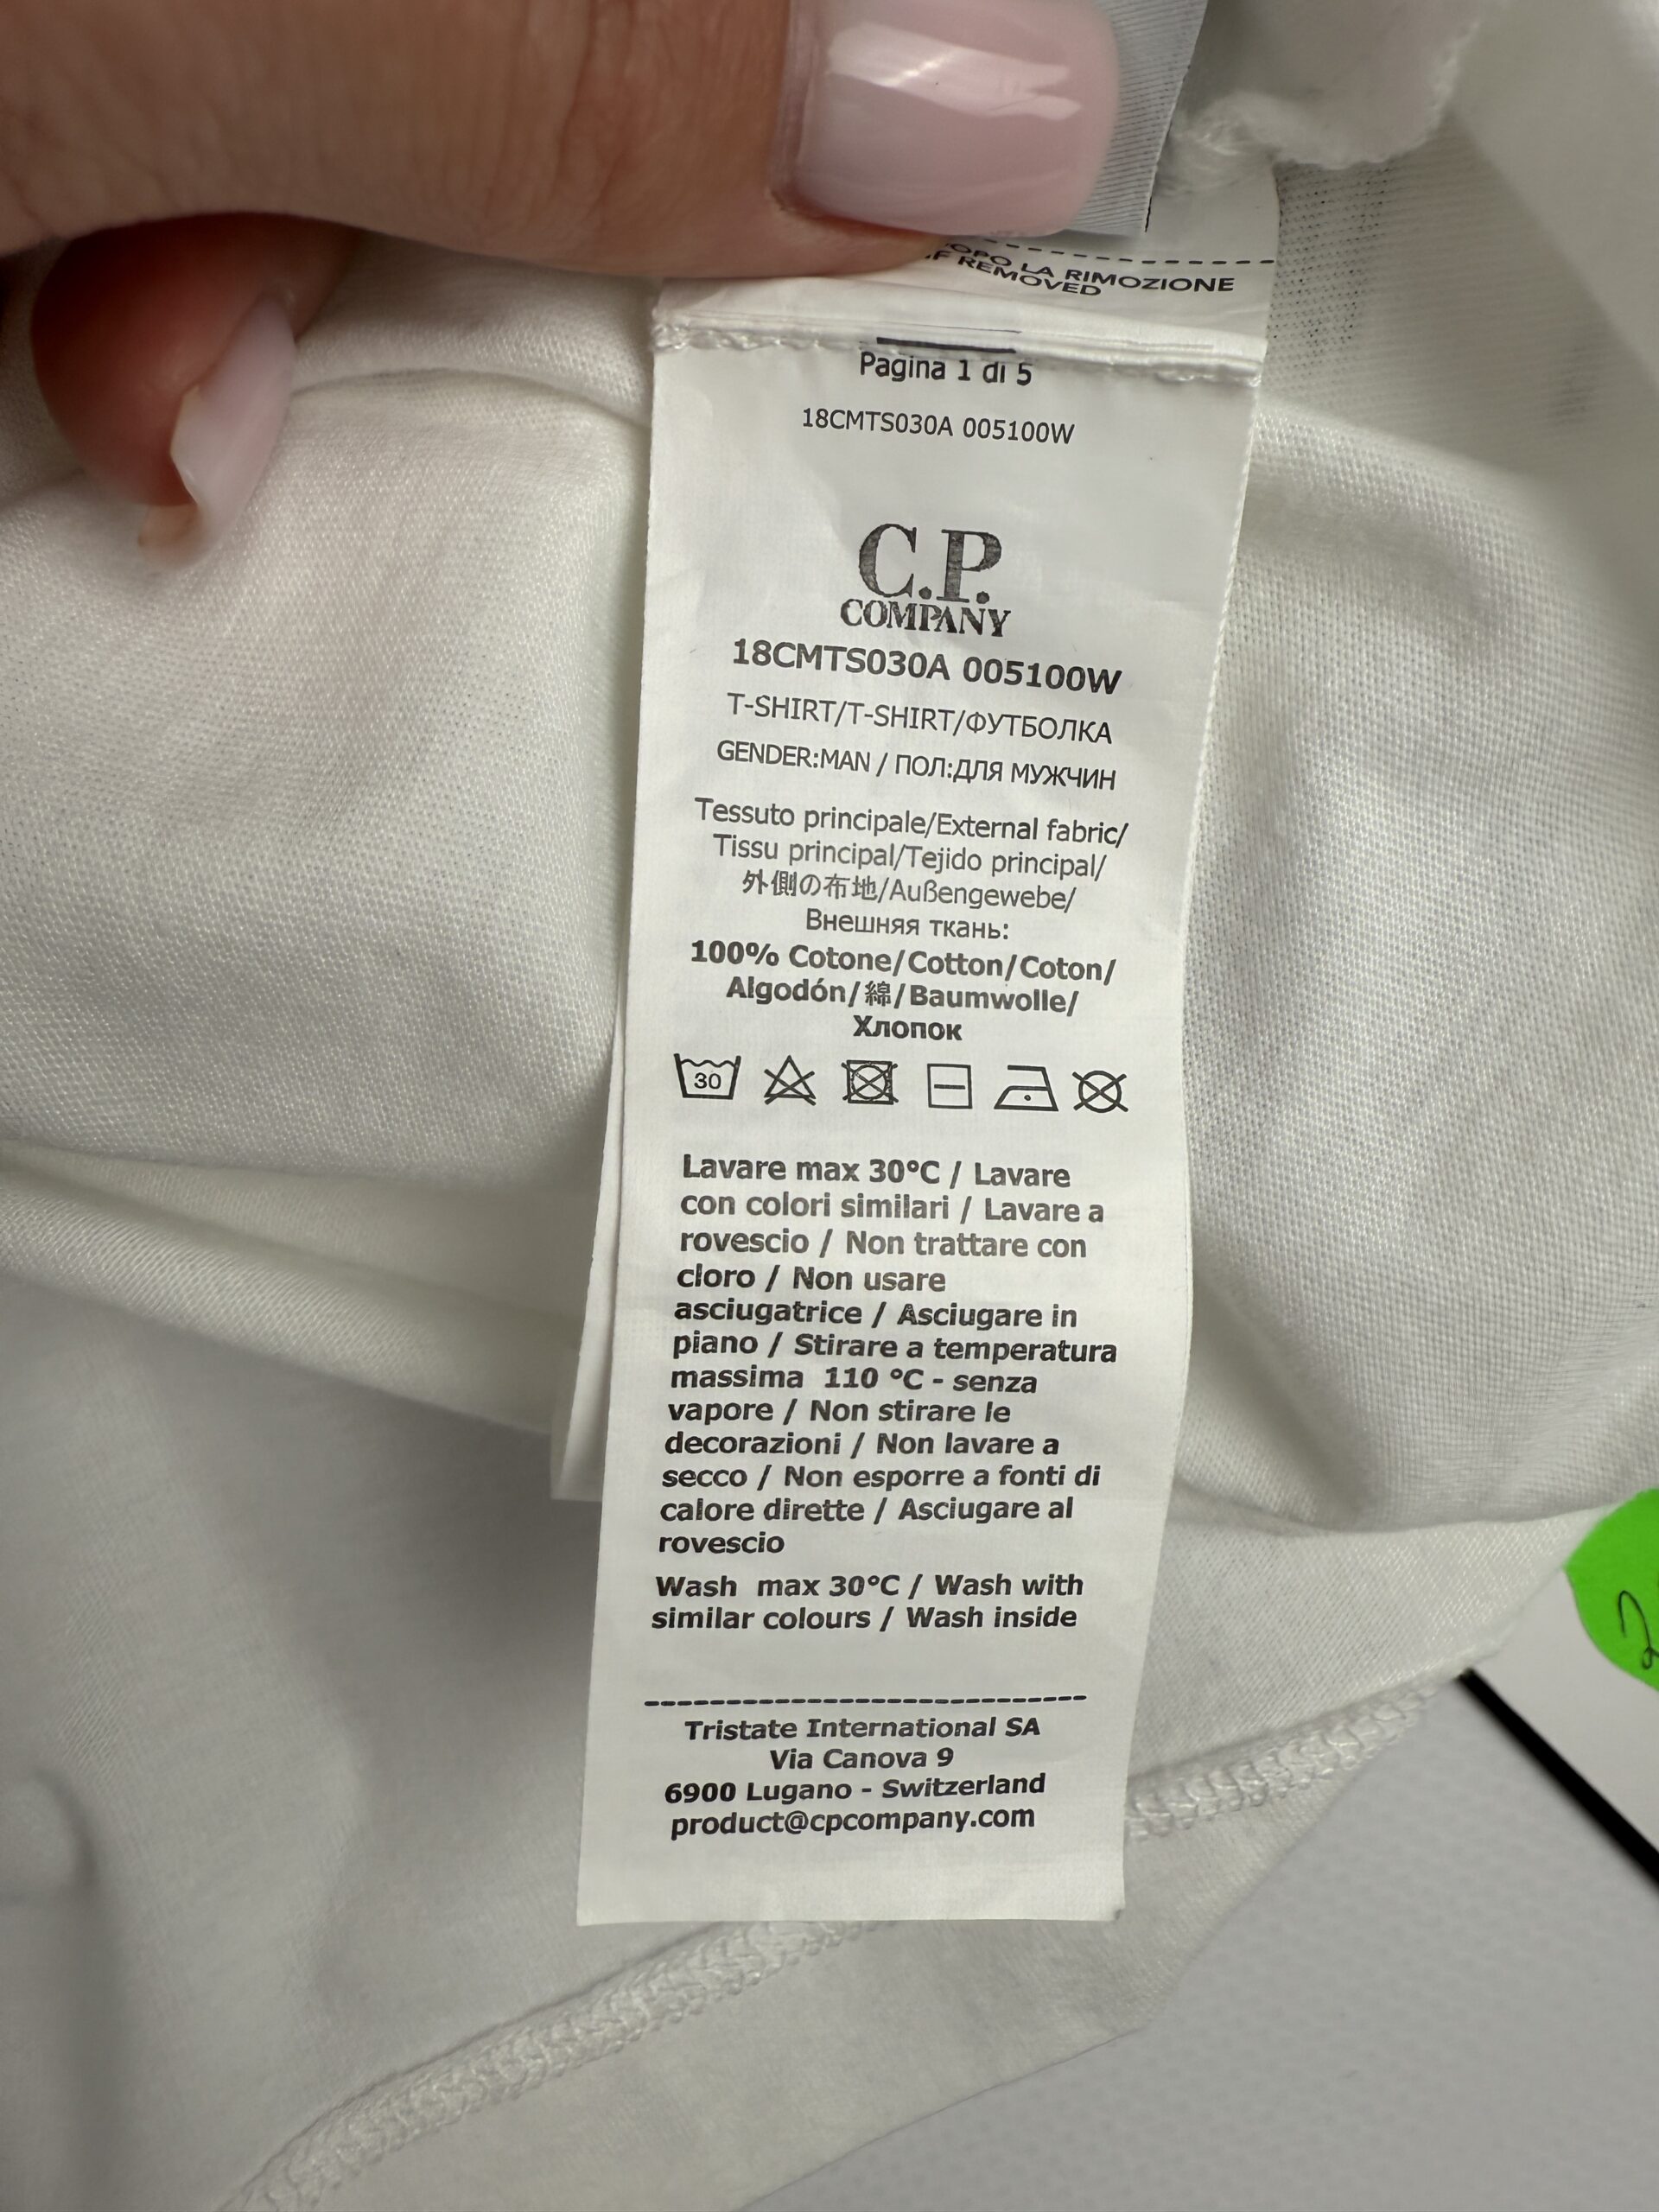 OPO LA RIMOZIONE
IF REMOVED
Pagina 1 di 5
18CMTS030A 005100W
C.P.
COMPANY
18CMTS030A 005100W
T-SHIRT/T-SHIRT/ФУТБОЛКА
GENDER:MAN / ПОЛ:ДЛЯ МУЖЧИН
Tessuto principale/External fabric/
Tissu principal/Tejido principal/
外側の布地/Außengewebe/
Внешняя ткань:
100% Cotone/Cotton/Coton/
Algodón/綿/Baumwolle/
Хлопок
30
Lavare max 30°C / Lavare
con colori similari / Lavare a
rovescio / Non trattare con
cloro / Non usare
asciugatrice / Asciugare in
piano / Stirare a temperatura
massima 110 °C - senza
vapore / Non stirare le
decorazioni / Non lavare a
secco / Non esporre a fonti di
calore dirette / Asciugare al
rovescio
Wash max 30°C / Wash with
similar colours / Wash inside
Tristate International SA
Via Canova 9
6900 Lugano - Switzerland
product@cpcompany.com
2